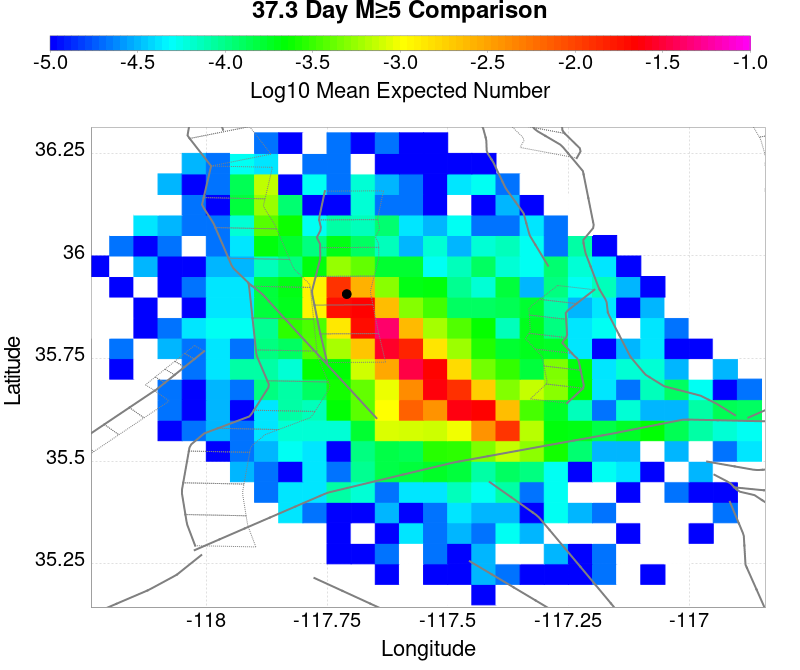 37.3 Day M≥5 Comparison
-5.0 -4.5 -4.0 -3.5 -3.0 -2.5 -2.0 -1.5 -1.0
Log10 Mean Expected Number
36.25
36
35.75
35.5
35.25
Latitude
-118 -117.75 -117.5 -117.25 -117
Longitude